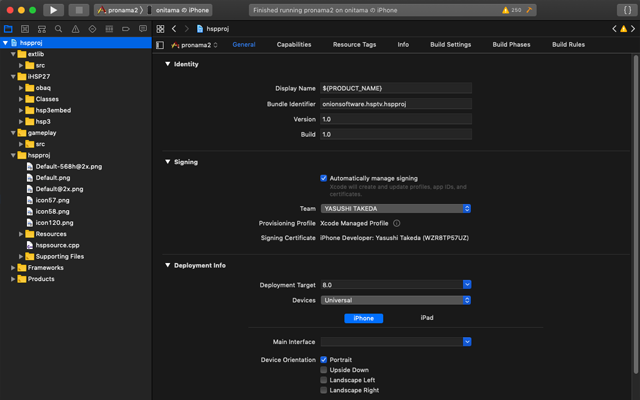 pronama2 onitama の iPhone
Finished running pronama2 on onitama の iPhone
250
{}
hspproj
pronama2
General
Capabilities
Resource Tags
Info
Build Settings
Build Phases
Build Rules
hspproj
extlib
src
iHSP27
obaq
Classes
hsp3embed
hsp3
gameplay
src
hspproj
Default-568h@2x.png
Default.png
Default@2x.png
icon57.png
icon58.png
icon120.png
Resources
hspsource.cpp
Supporting Files
Frameworks
Products
Identity
Display Name ${PRODUCT_NAME}
Bundle Identifier onionsoftware.hsptv.hspproj
Version 1.0
Build 1.0
Signing
Automatically manage signing
Xcode will create and update profiles, app IDs, and
certificates.
Team YASUSHI TAKEDA
Provisioning Profile Xcode Managed Profile
Signing Certificate iPhone Developer: Yasushi Takeda (WZR8TP57UZ)
Deployment Info
Deployment Target 8.0
Devices Universal
iPhone iPad
Main Interface
Device Orientation Portrait
Upside Down
Landscape Left
Landscape Right